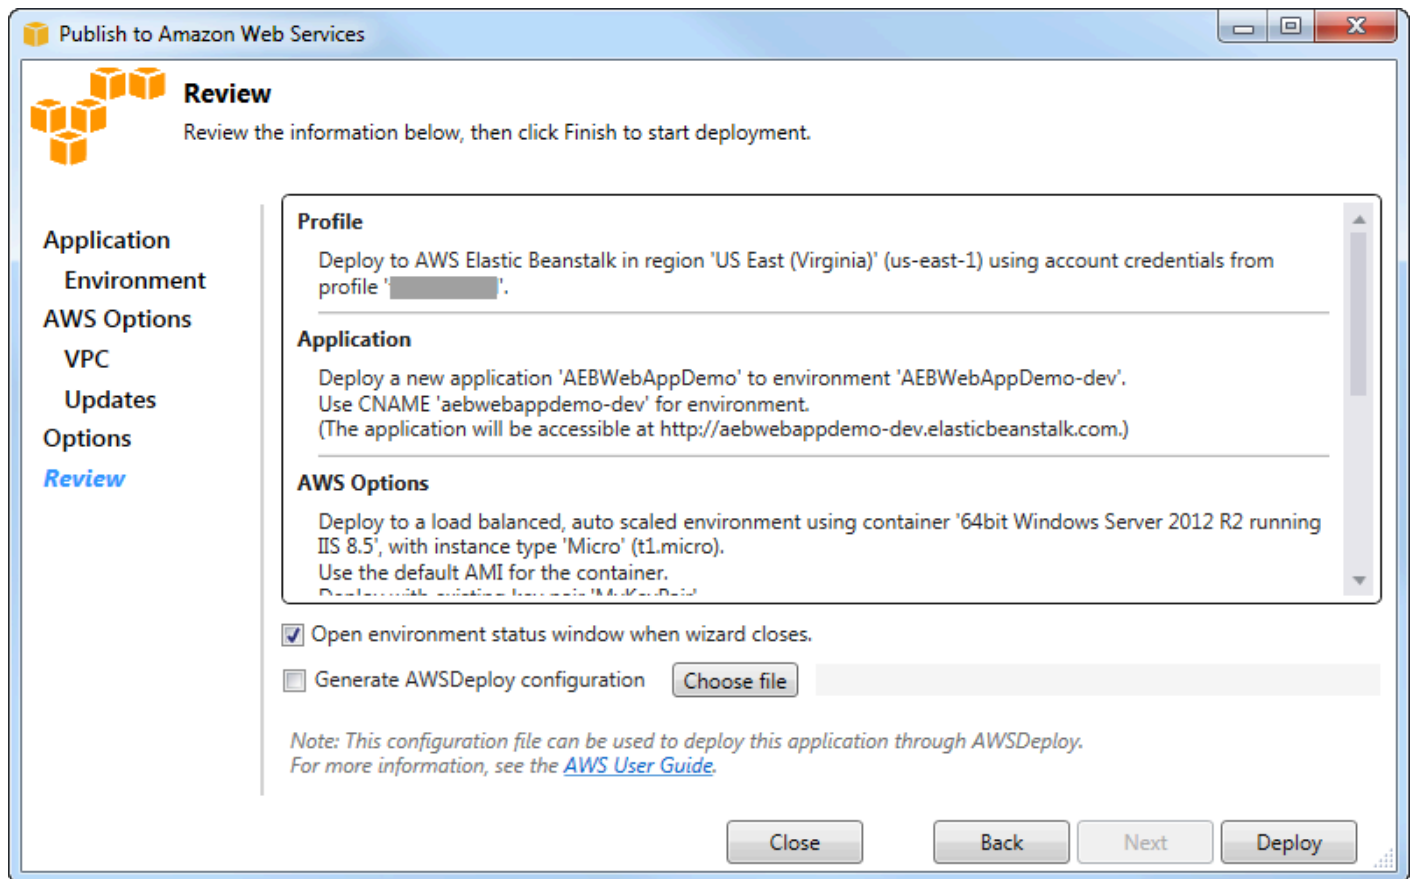 Publish to Amazon Web Services
Review
Review the information below, then click Finish to start deployment.
Application
Environment
AWS Options
VPC
Updates
Options
Review
Profile
Deploy to AWS Elastic Beanstalk in region 'US East (Virginia)' (us-east-1) using account credentials from
profile '
'.
Application
Deploy a new application 'AEBWebAppDemo' to environment 'AEBWebAppDemo-dev'.
Use CNAME 'aebwebappdemo-dev' for environment.
(The application will be accessible at http://aebwebappdemo-dev.elasticbeanstalk.com.)
AWS Options
Deploy to a load balanced, auto scaled environment using container '64bit Windows Server 2012 R2 running
IIS 8.5', with instance type 'Micro' (t1.micro).
Use the default AMI for the container.
Deploy with existing key pair 'MyKeyPair'
Open environment status window when wizard closes.
Generate AWSDeploy configuration
Choose file
Note: This configuration file can be used to deploy this application through AWSDeploy.
For more information, see the AWS User Guide.
Close
Back
Next
Deploy